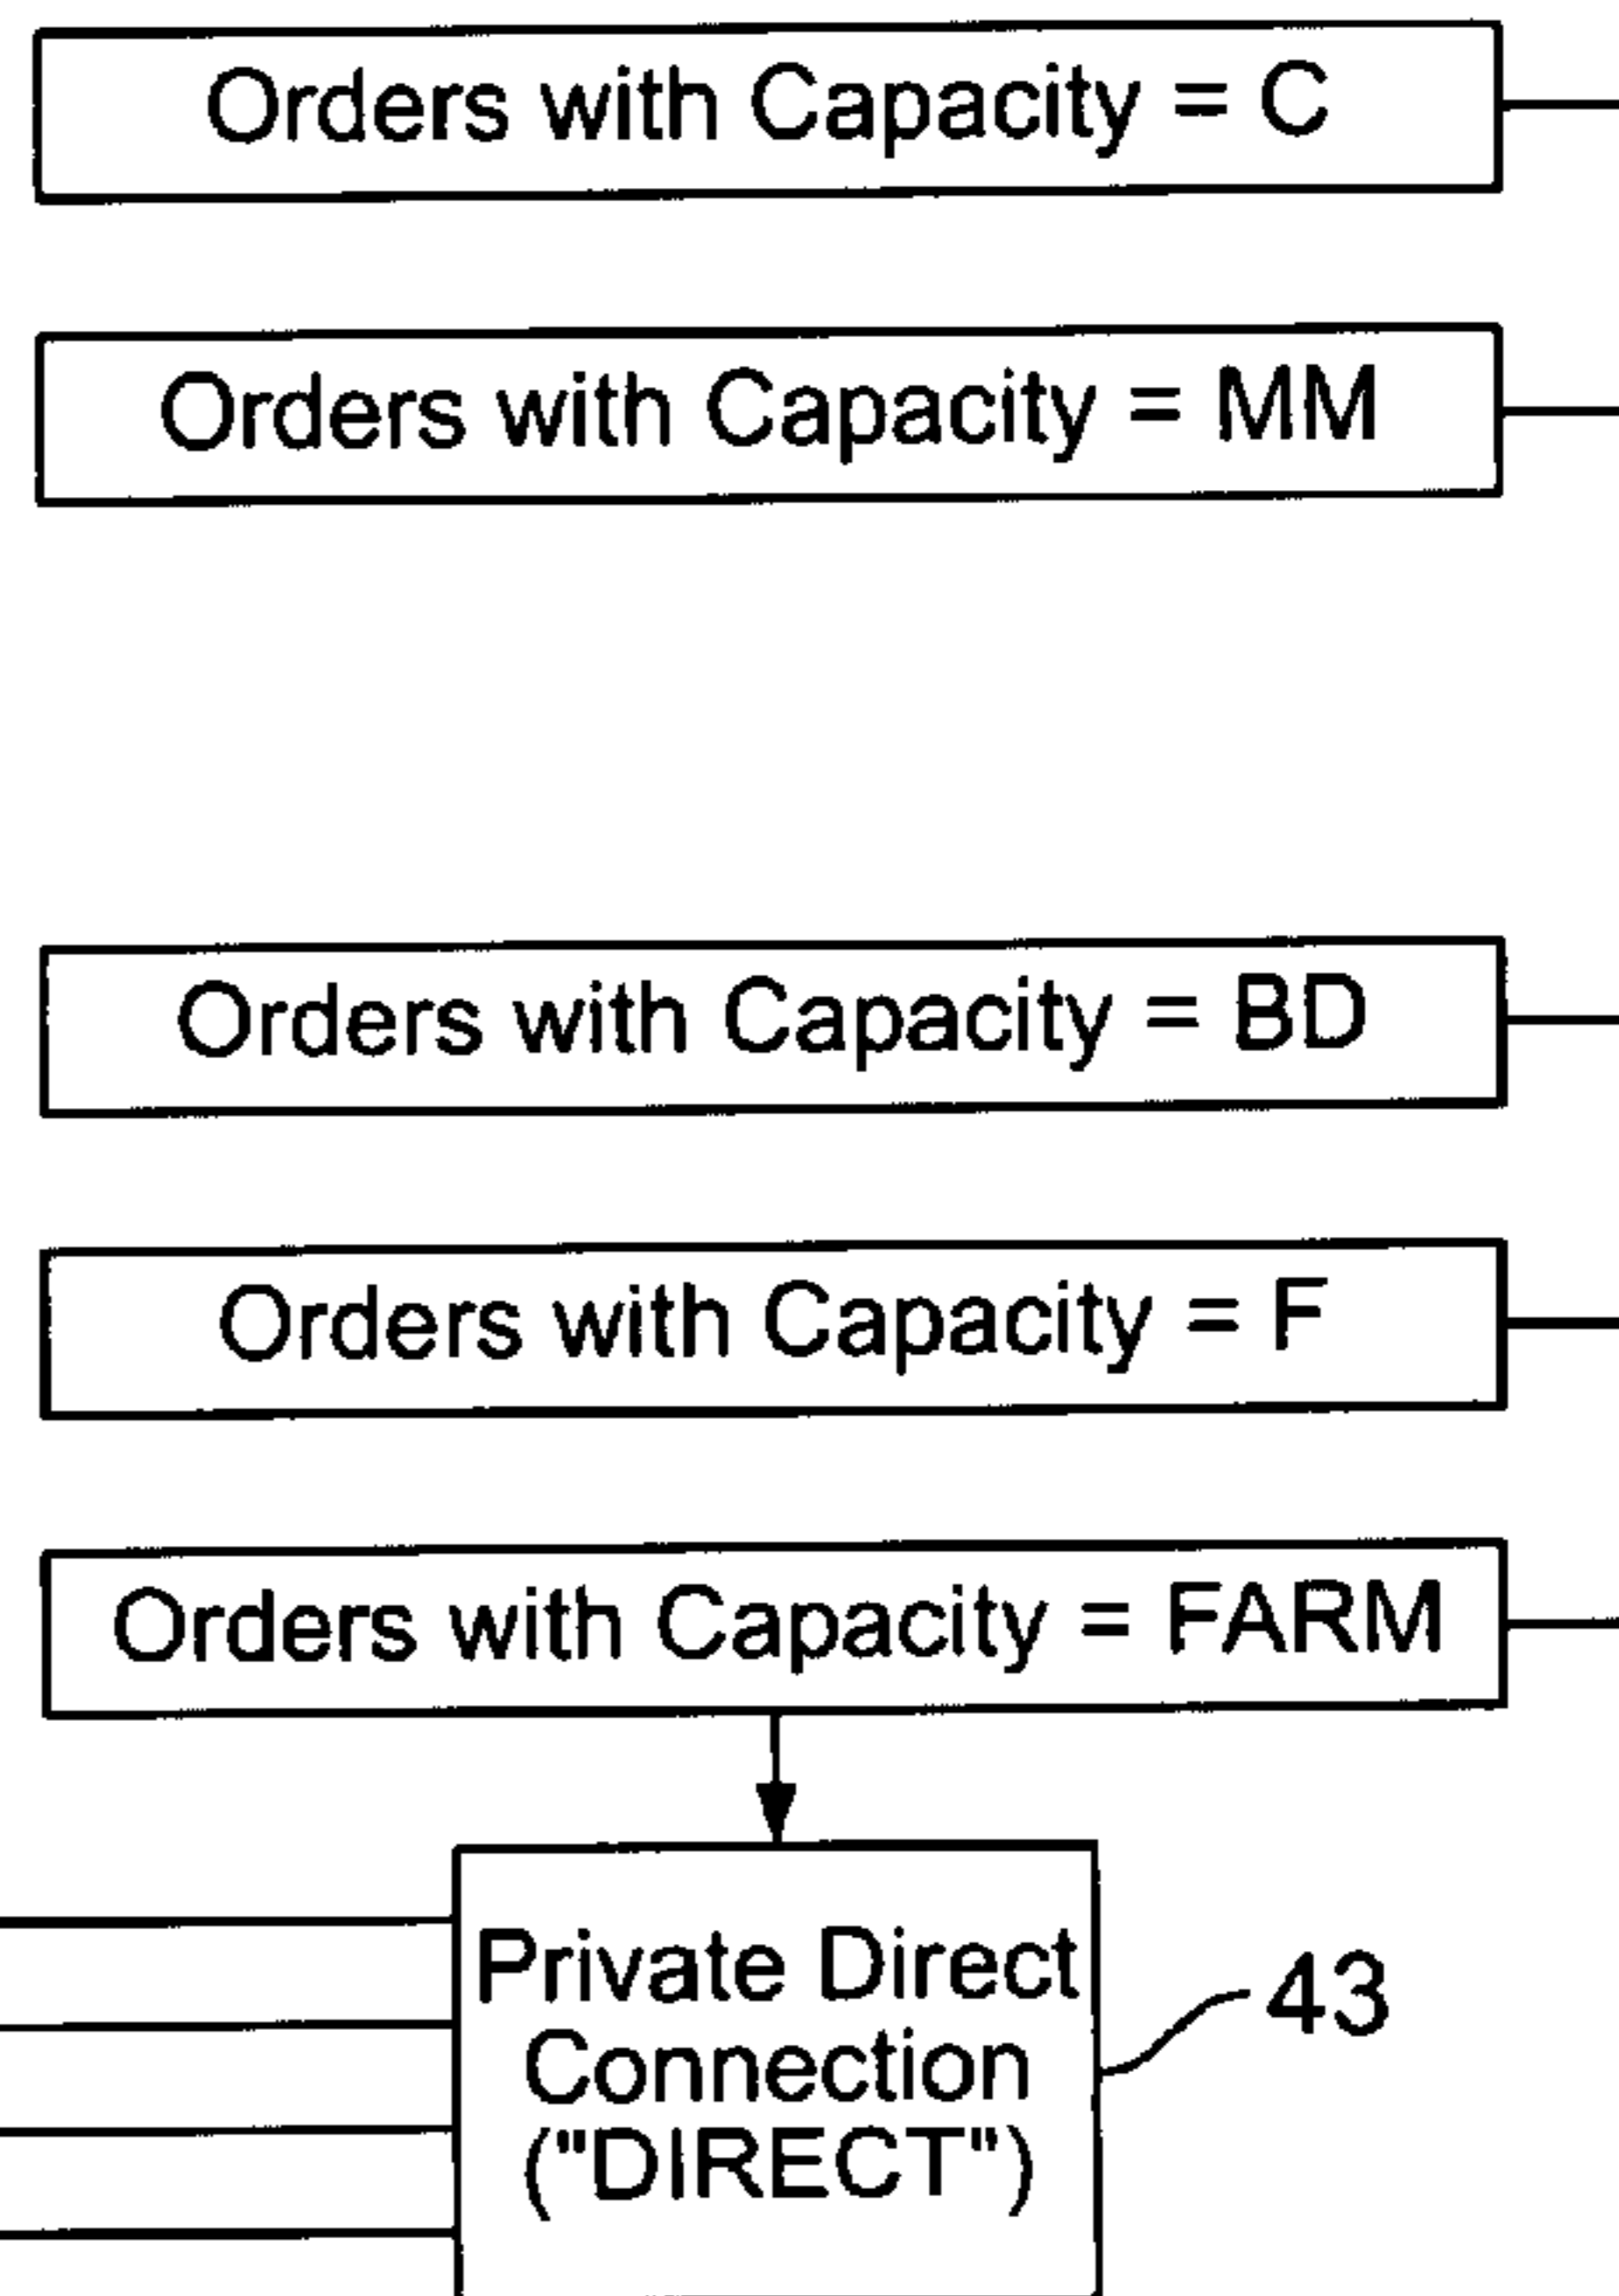 Orders with Capacity = C
Orders with Capacity = MM
Orders with Capacity = BD
Orders with Capacity = F
Orders with Capacity = FARM
Private Direct
Connection
("DIRECT")
43